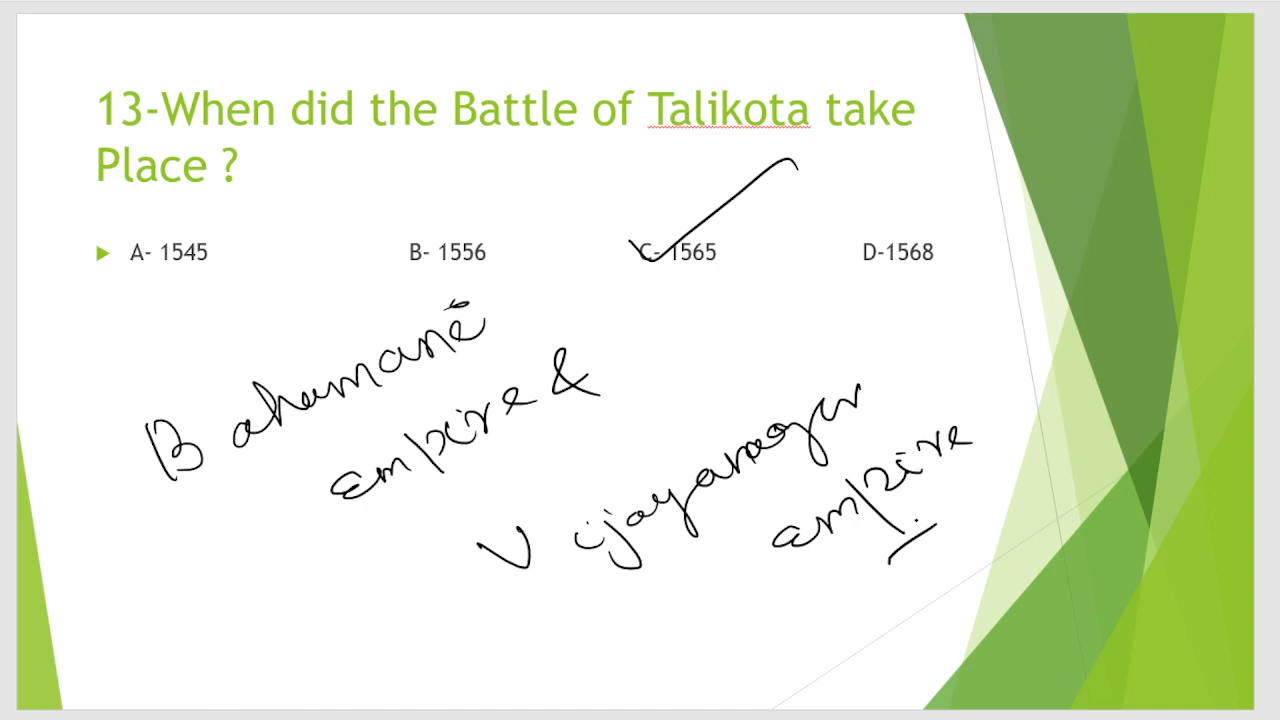 13-When did the Battle of Talikota take
Place ?
A- 1545 B- 1556 C- 1565 D-1568
Bahamani
Empire &
Vijayanagar
empire